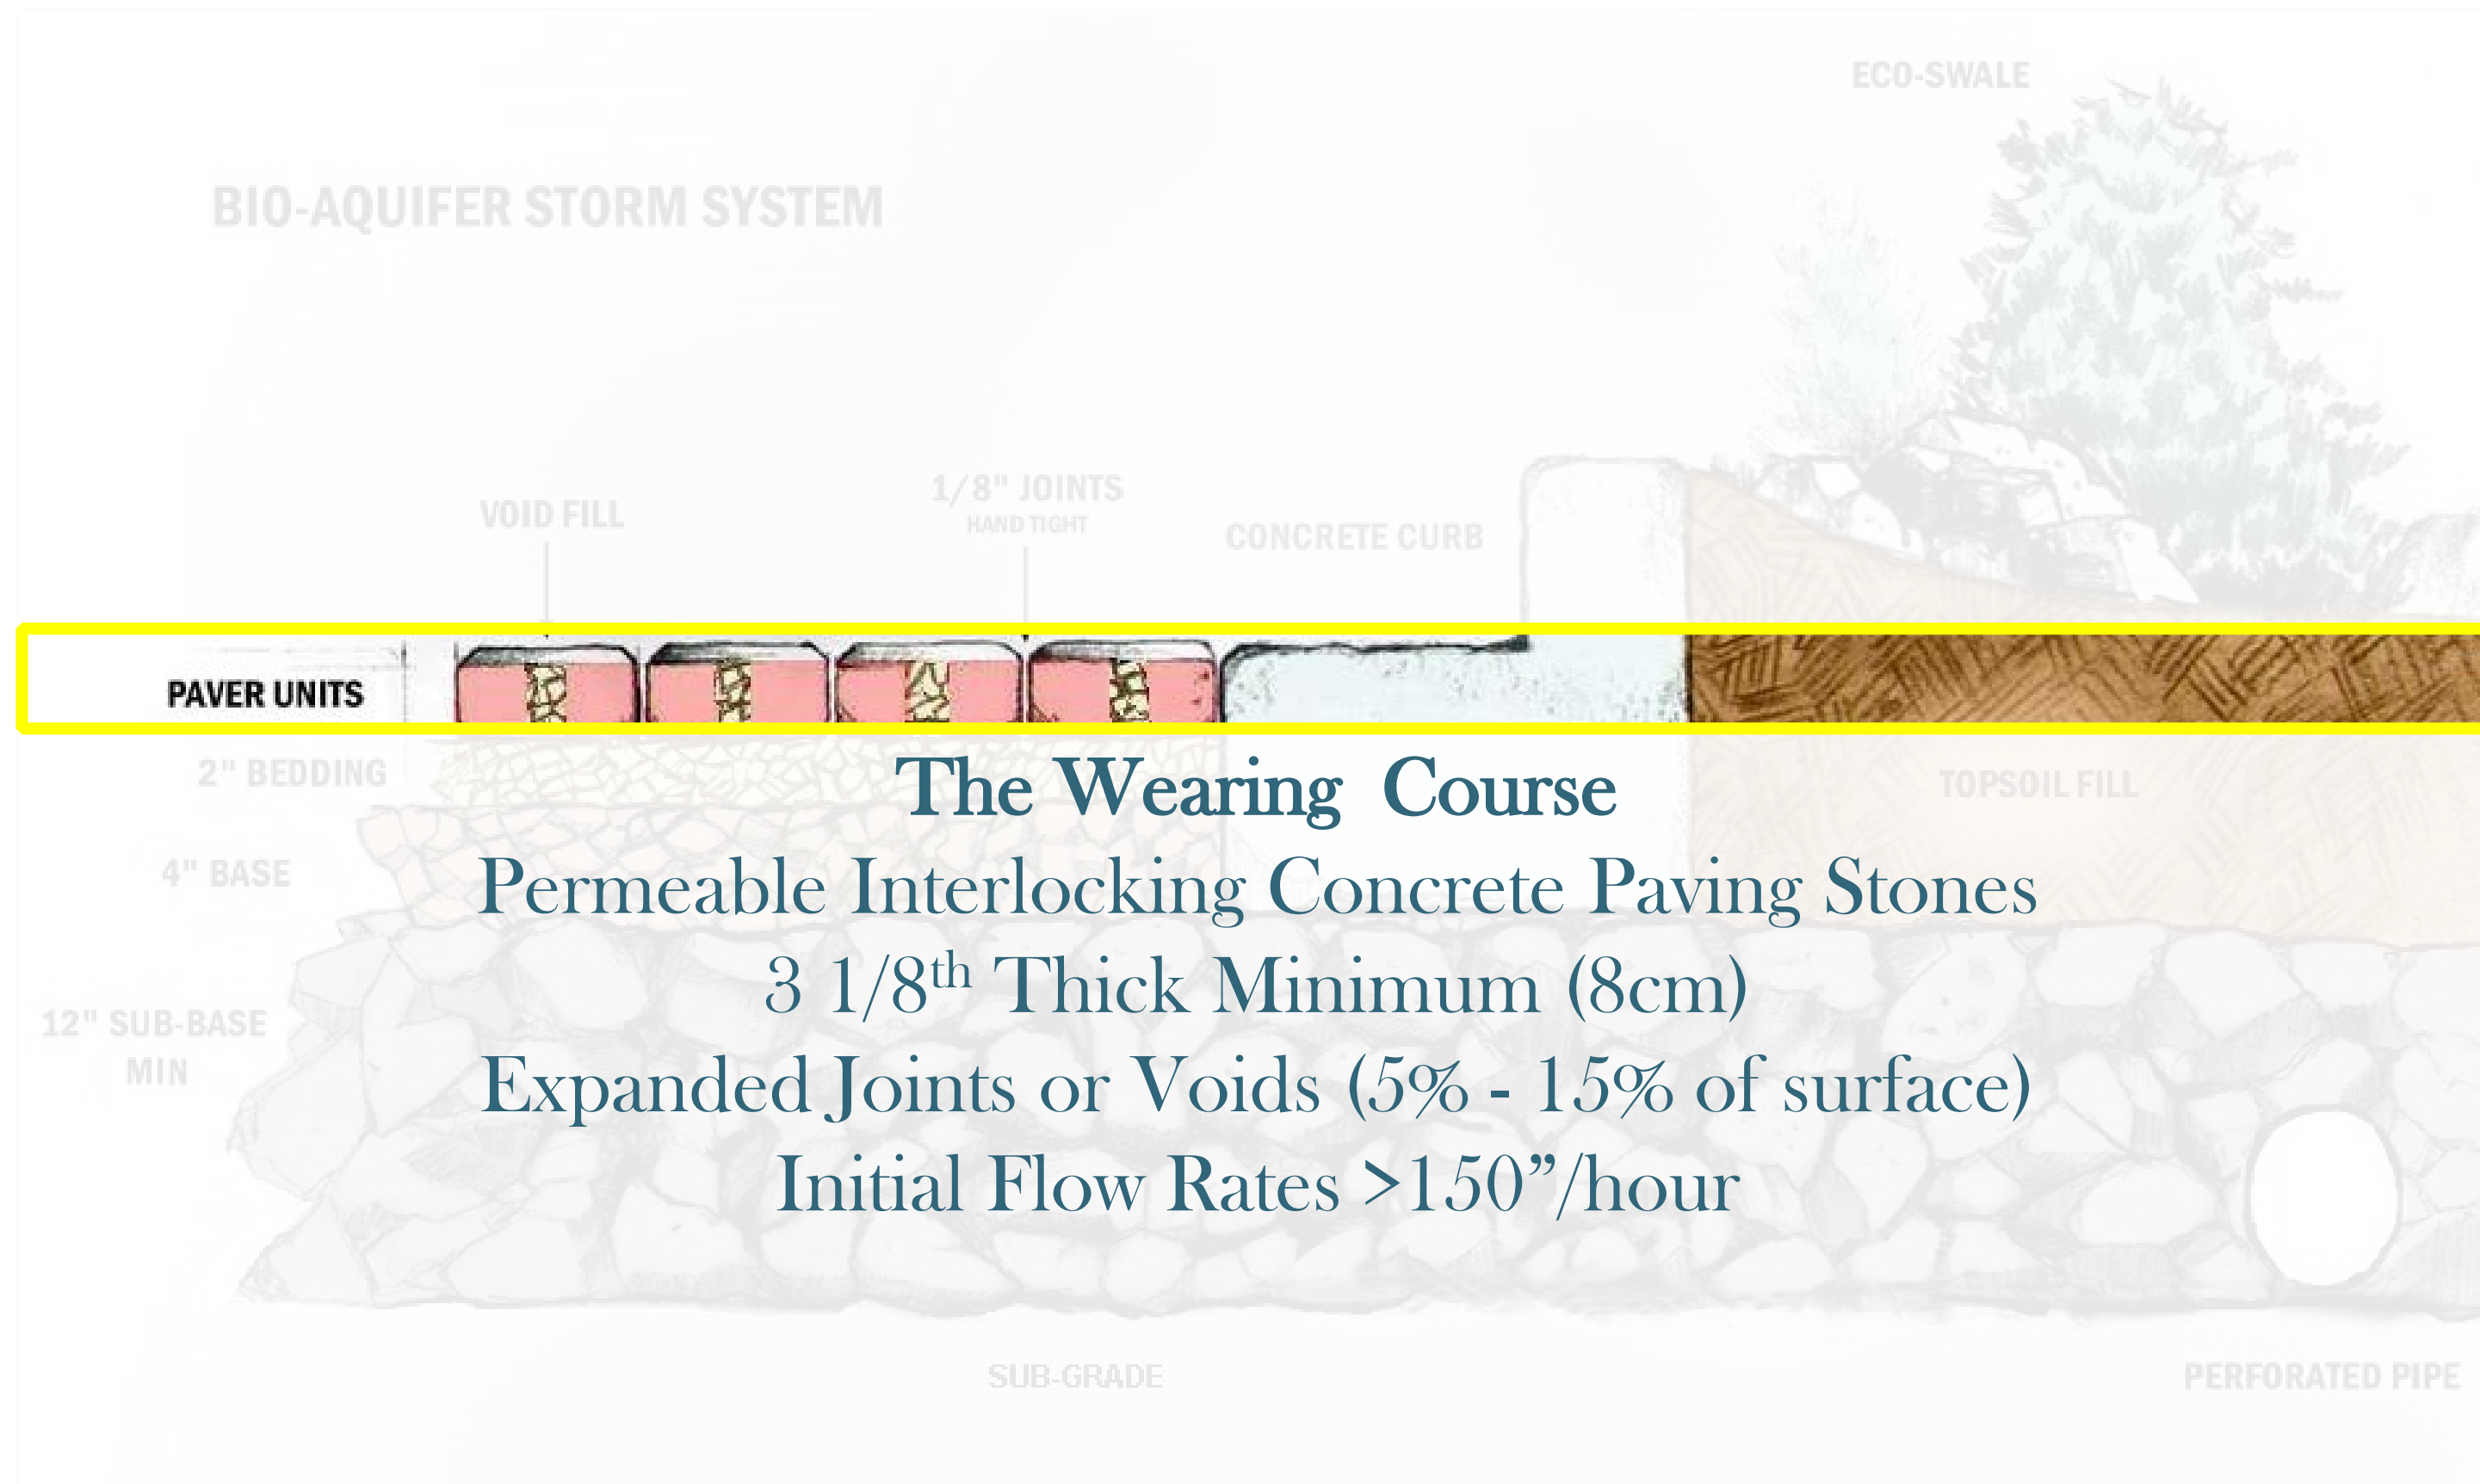 ECO-SWALE
BIO-AQUIFER STORM SYSTEM
VOID FILL
1/8" JOINTS
HAND TIGHT
CONCRETE CURB
PAVER UNITS
2" BEDDING
The Wearing Course
TOPSOIL FILL
4" BASE
Permeable Interlocking Concrete Paving Stones
3 1/8th Thick Minimum (8cm)
12" SUB-BASE
MIN
Expanded Joints or Voids (5% - 15% of surface)
Initial Flow Rates >150”/hour
SUB-GRADE
PERFORATED PIPE